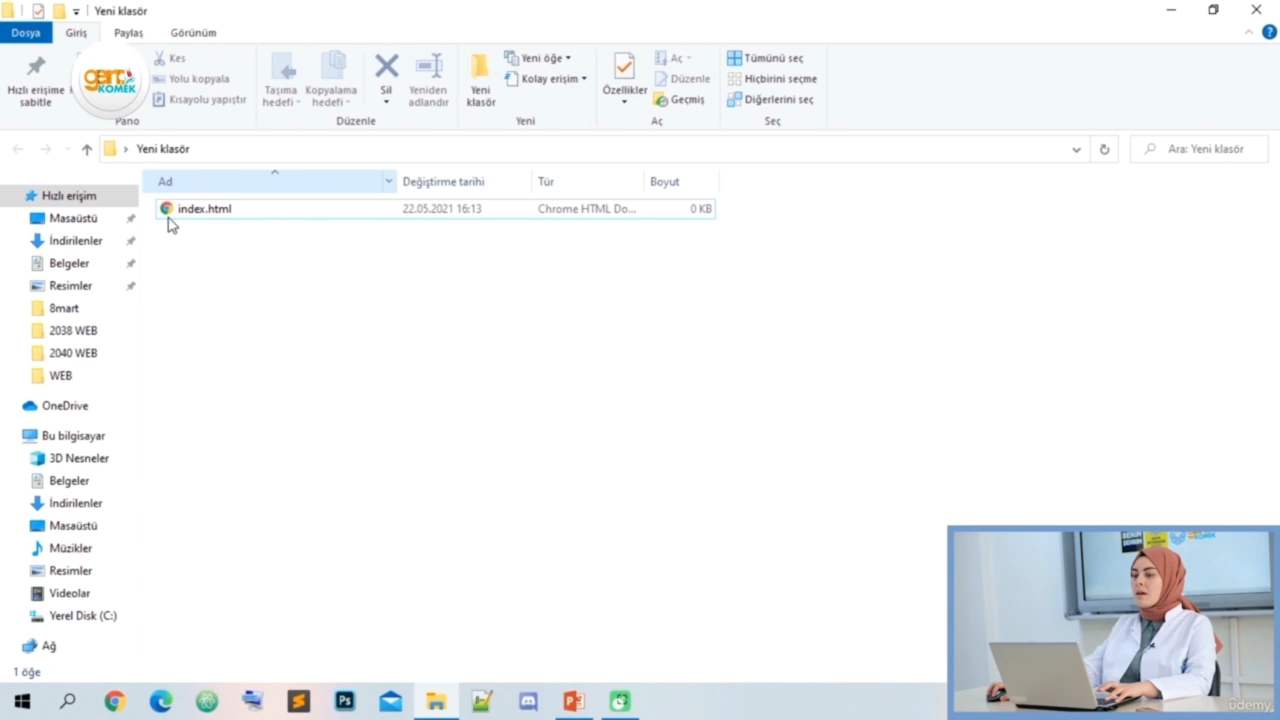 Yeni klasör
Dosya
Giriş
Paylaş
Görünüm
Hızlı erişime
sabitle
Kes
Yolu kopyala
Kısayolu yapıştır
Pano
Taşıma
hedefi
Kopyalama
hedefi
Sil
Yeniden
adlandır
Düzenle
Yeni
klasör
Yeni öğe
Kolay erişim
Yeni
Özellikler
Aç
Düzenle
Geçmiş
Aç
Tümünü seç
Hiçbirini seçme
Diğerlerini seç
Seç
KOMEK
Yeni klasör
Ara: Yeni klasör
Ad
Değiştirme tarihi
Tür
Boyut
index.html
22.05.2021 16:13
Chrome HTML Do...
0 KB
Hızlı erişim
Masaüstü
İndirilenler
Belgeler
Resimler
8mart
2038 WEB
2040 WEB
WEB
OneDrive
Bu bilgisayar
3D Nesneler
Belgeler
İndirilenler
Masaüstü
Müzikler
Resimler
Videolar
Yerel Disk (C:)
Ağ
1 öğe
Ps
udemy